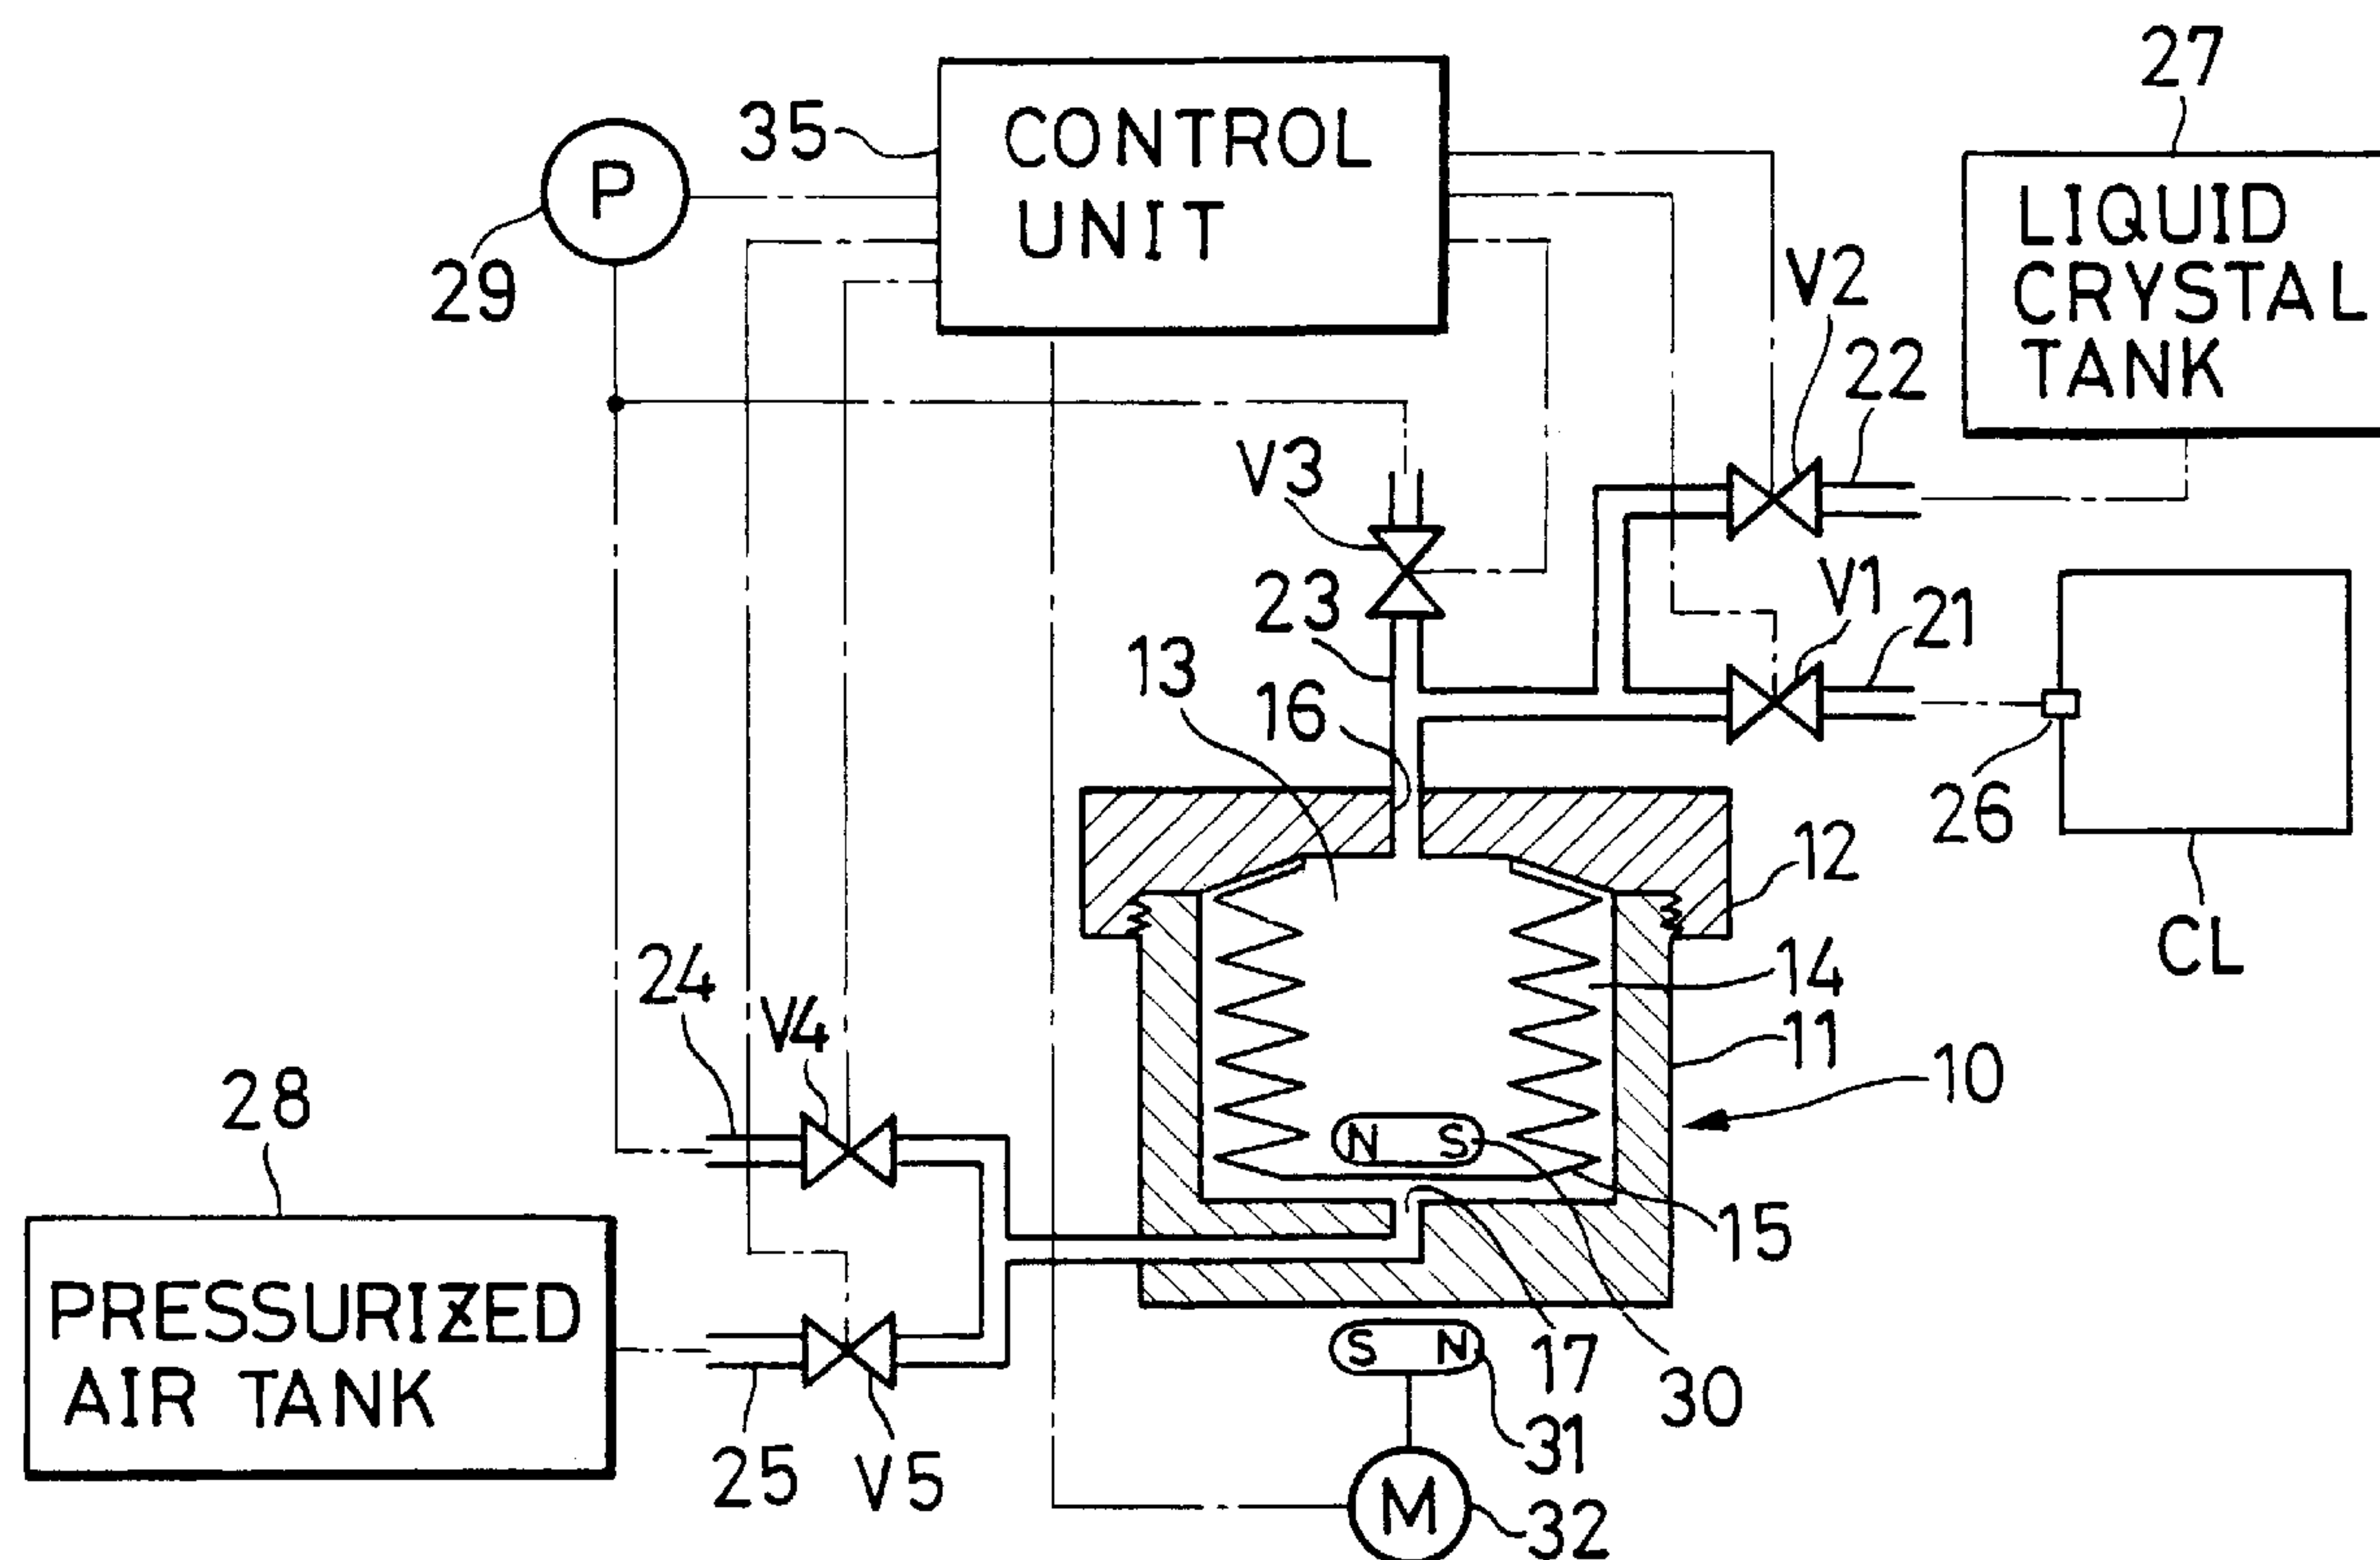 27
35
CONTROL
UNIT
P
29
LIQUID
CRYSTAL
TANK
V2
22
V3
23
V1
21
13
16
26
12
CL
14
11
10
24
V4
28
N S
15
PRESSURIZED
AIR TANK
S N
17
30
31
25
V5
M
32